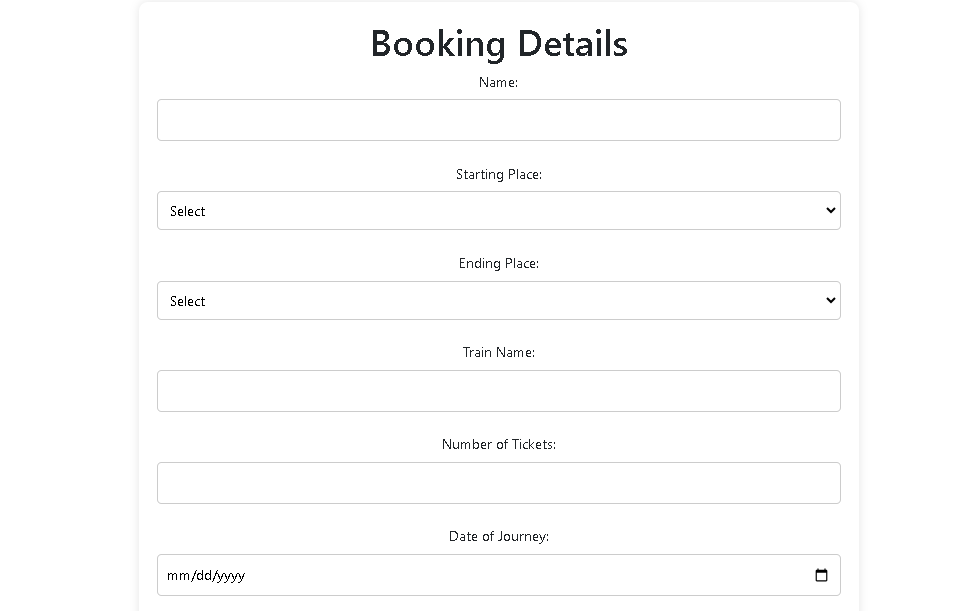 Booking Details
Name:
Starting Place:
Select
Ending Place:
Select
Train Name:
Number of Tickets:
Date of Journey:
mm/dd/yyyy